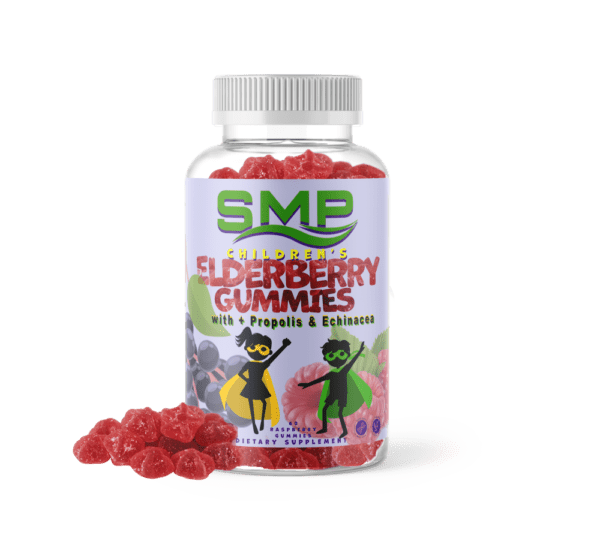 SMP
CHILDREN'S
ELDERBERRY
GUMMIES
with + Propolis & Echinacea
RASPBERRY
GUMMIES
DIETARY SUPPLEMENT